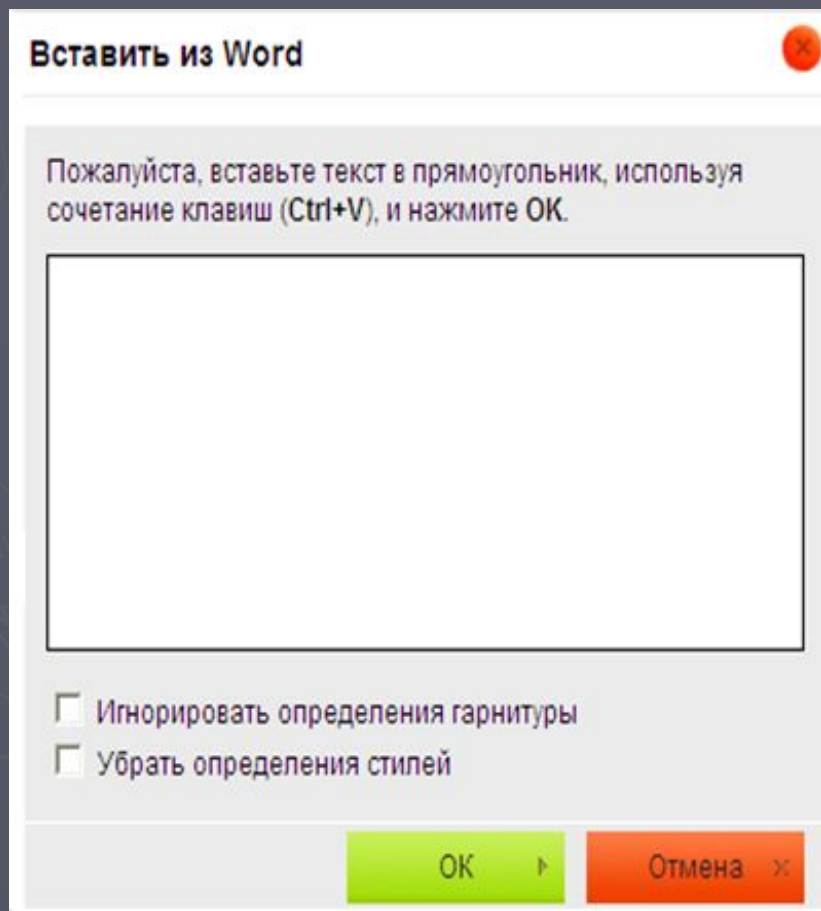 Вставить из Word
Пожалуйста, вставьте текст в прямоугольник, используя
сочетание клавиш (Ctrl+V), и нажмите OK.
Игнорировать определения гарнитуры
Убрать определения стилей
OK
Отмена